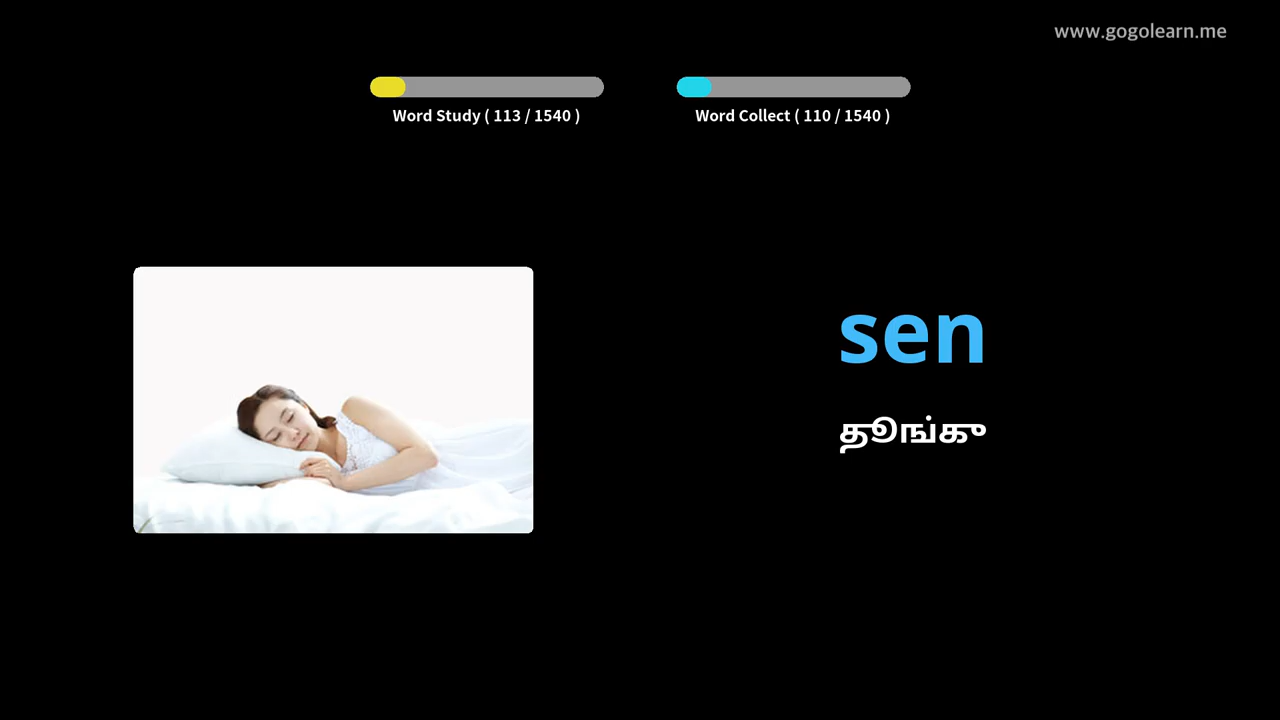 www.gogolearn.me
Word Study ( 113 / 1540 )
Word Collect ( 110 / 1540 )
sen
தூங்கு